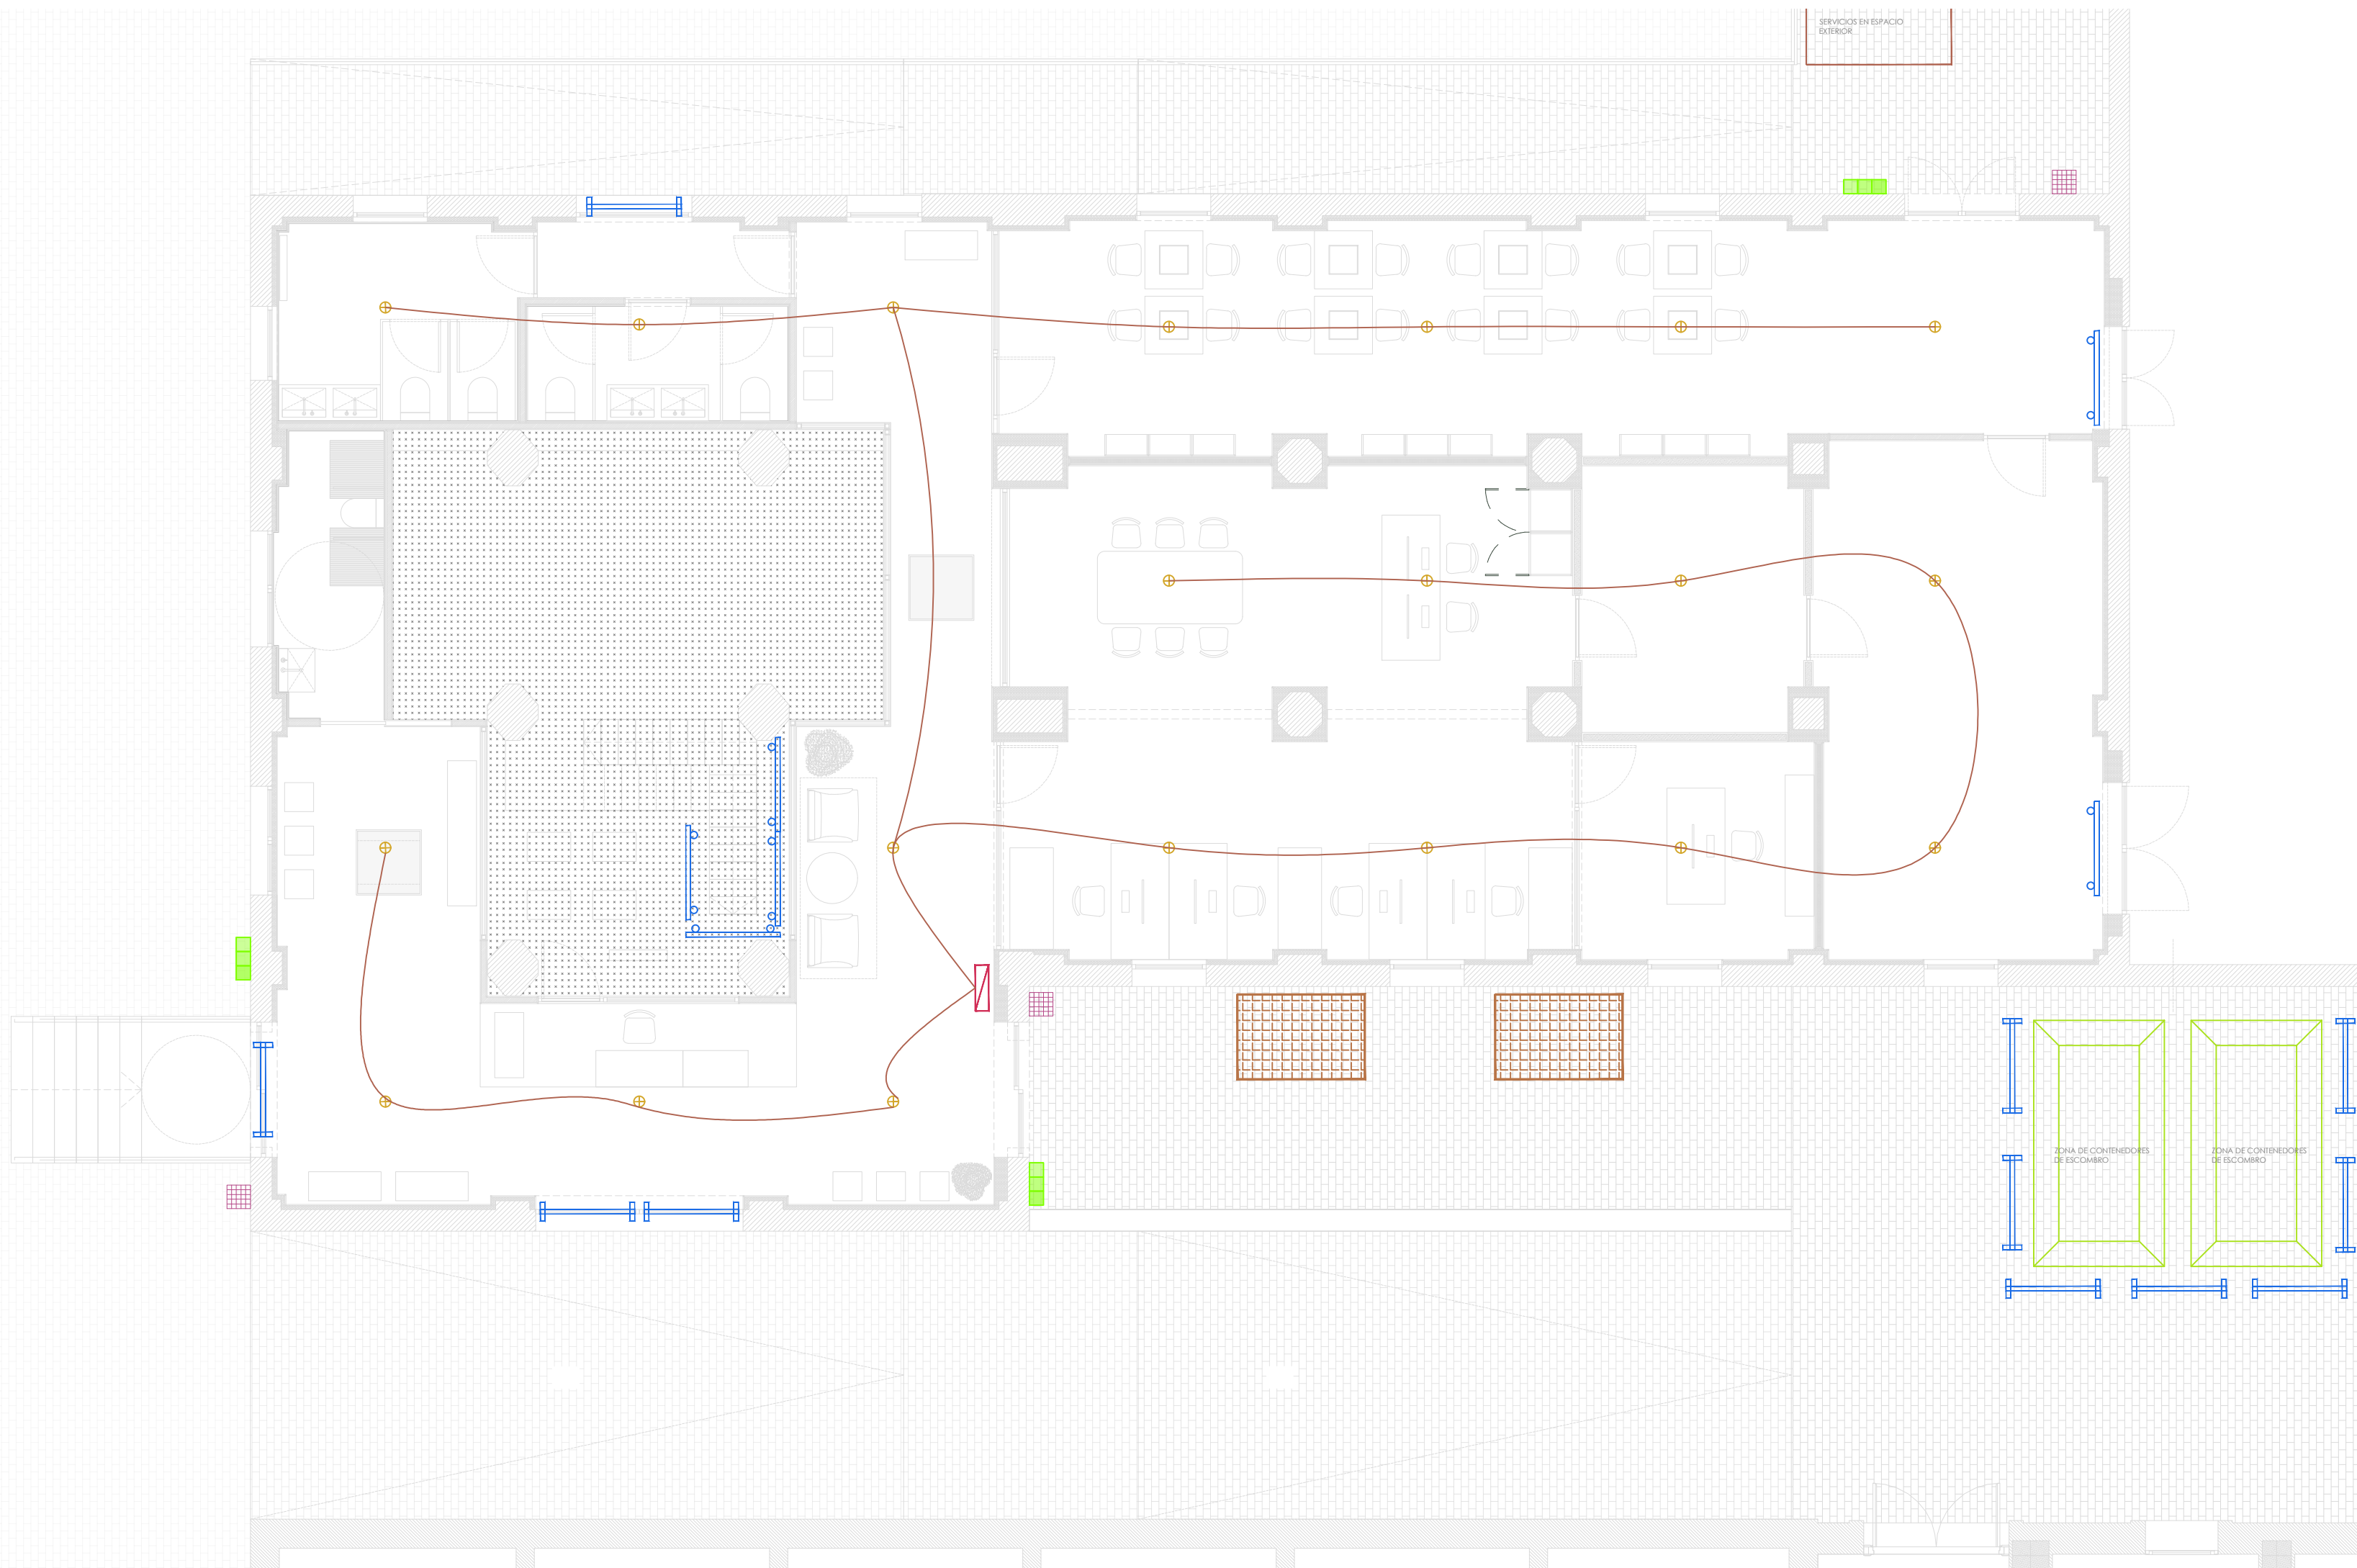 SERVICIOS EN ESPACIO
EXTERIOR
ZONA DE CONTENEDORES
DE ESCOMBRO
ZONA DE CONTENEDORES
DE ESCOMBRO